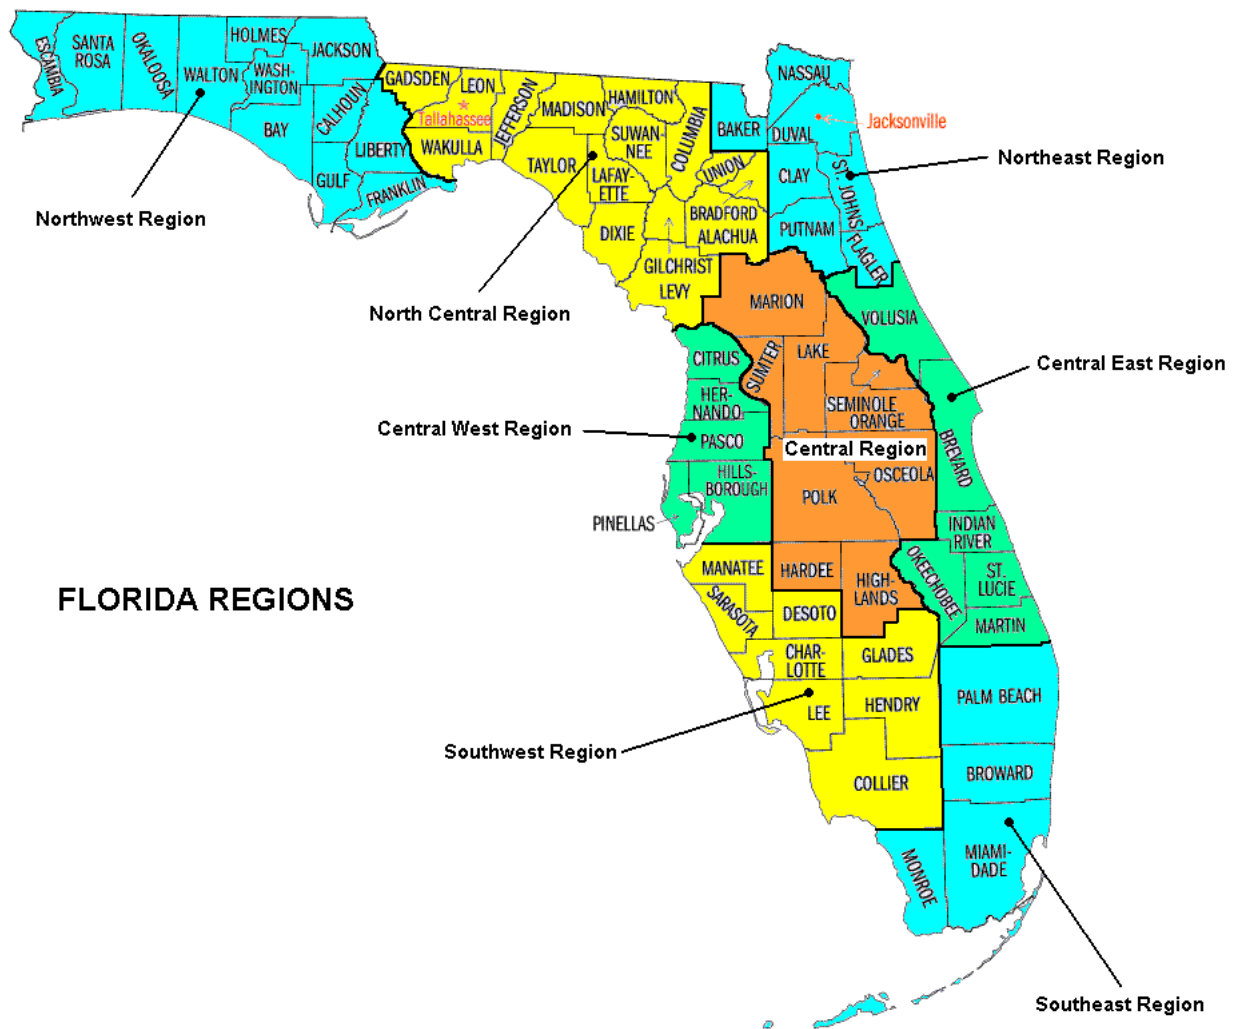 ESCAMBIA
SANTA
ROSA
OKALOOSA
WALTON
HOLMES
WASH-
INGTON
JACKSON
BAY
CALHOUN
GULF
LIBERTY
FRANKLIN
Northwest Region
GADSDEN
LEON
Tallahassee
WAKULLA
JEFFERSON
MADISON
TAYLOR
HAMILTON
SUWAN-
NEE
LAFAY-
ETTE
COLUMBIA
UNION
BRADFORD
ALACHUA
DIXIE
GILCHRIST
LEVY
North Central Region
NASSAU
BAKER
DUVAL
Jacksonville
CLAY
ST. JOHNS
PUTNAM
FLAGLER
Northeast Region
MARION
VOLUSIA
LAKE
SUMTER
CITRUS
HER-
NANDO
PASCO
Central West Region
SEMINOLE
ORANGE
Central East Region
Central Region
BREVARD
OSCEOLA
POLK
HILLS-
BOROUGH
PINELLAS
INDIAN
RIVER
OKEECHOBEE
ST.
LUCIE
MARTIN
MANATEE
HARDEE
HIGH-
LANDS
SARASOTA
DESOTO
FLORIDA REGIONS
CHAR-
LOTTE
GLADES
LEE
HENDRY
PALM BEACH
Southwest Region
COLLIER
BROWARD
MIAMI-
DADE
MONROE
Southeast Region